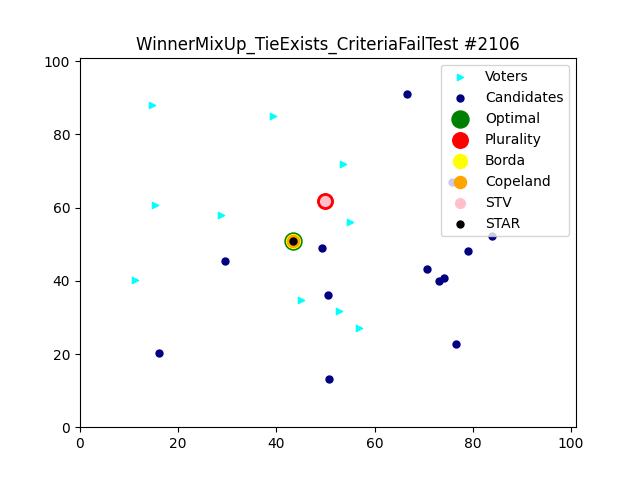 WinnerMixUp_TieExists_CriteriaFailTest #2106
100
80
60
40
20
0
0 20 40 60 80 100
Voters
Candidates
Optimal
Plurality
Borda
Copeland
STV
STAR